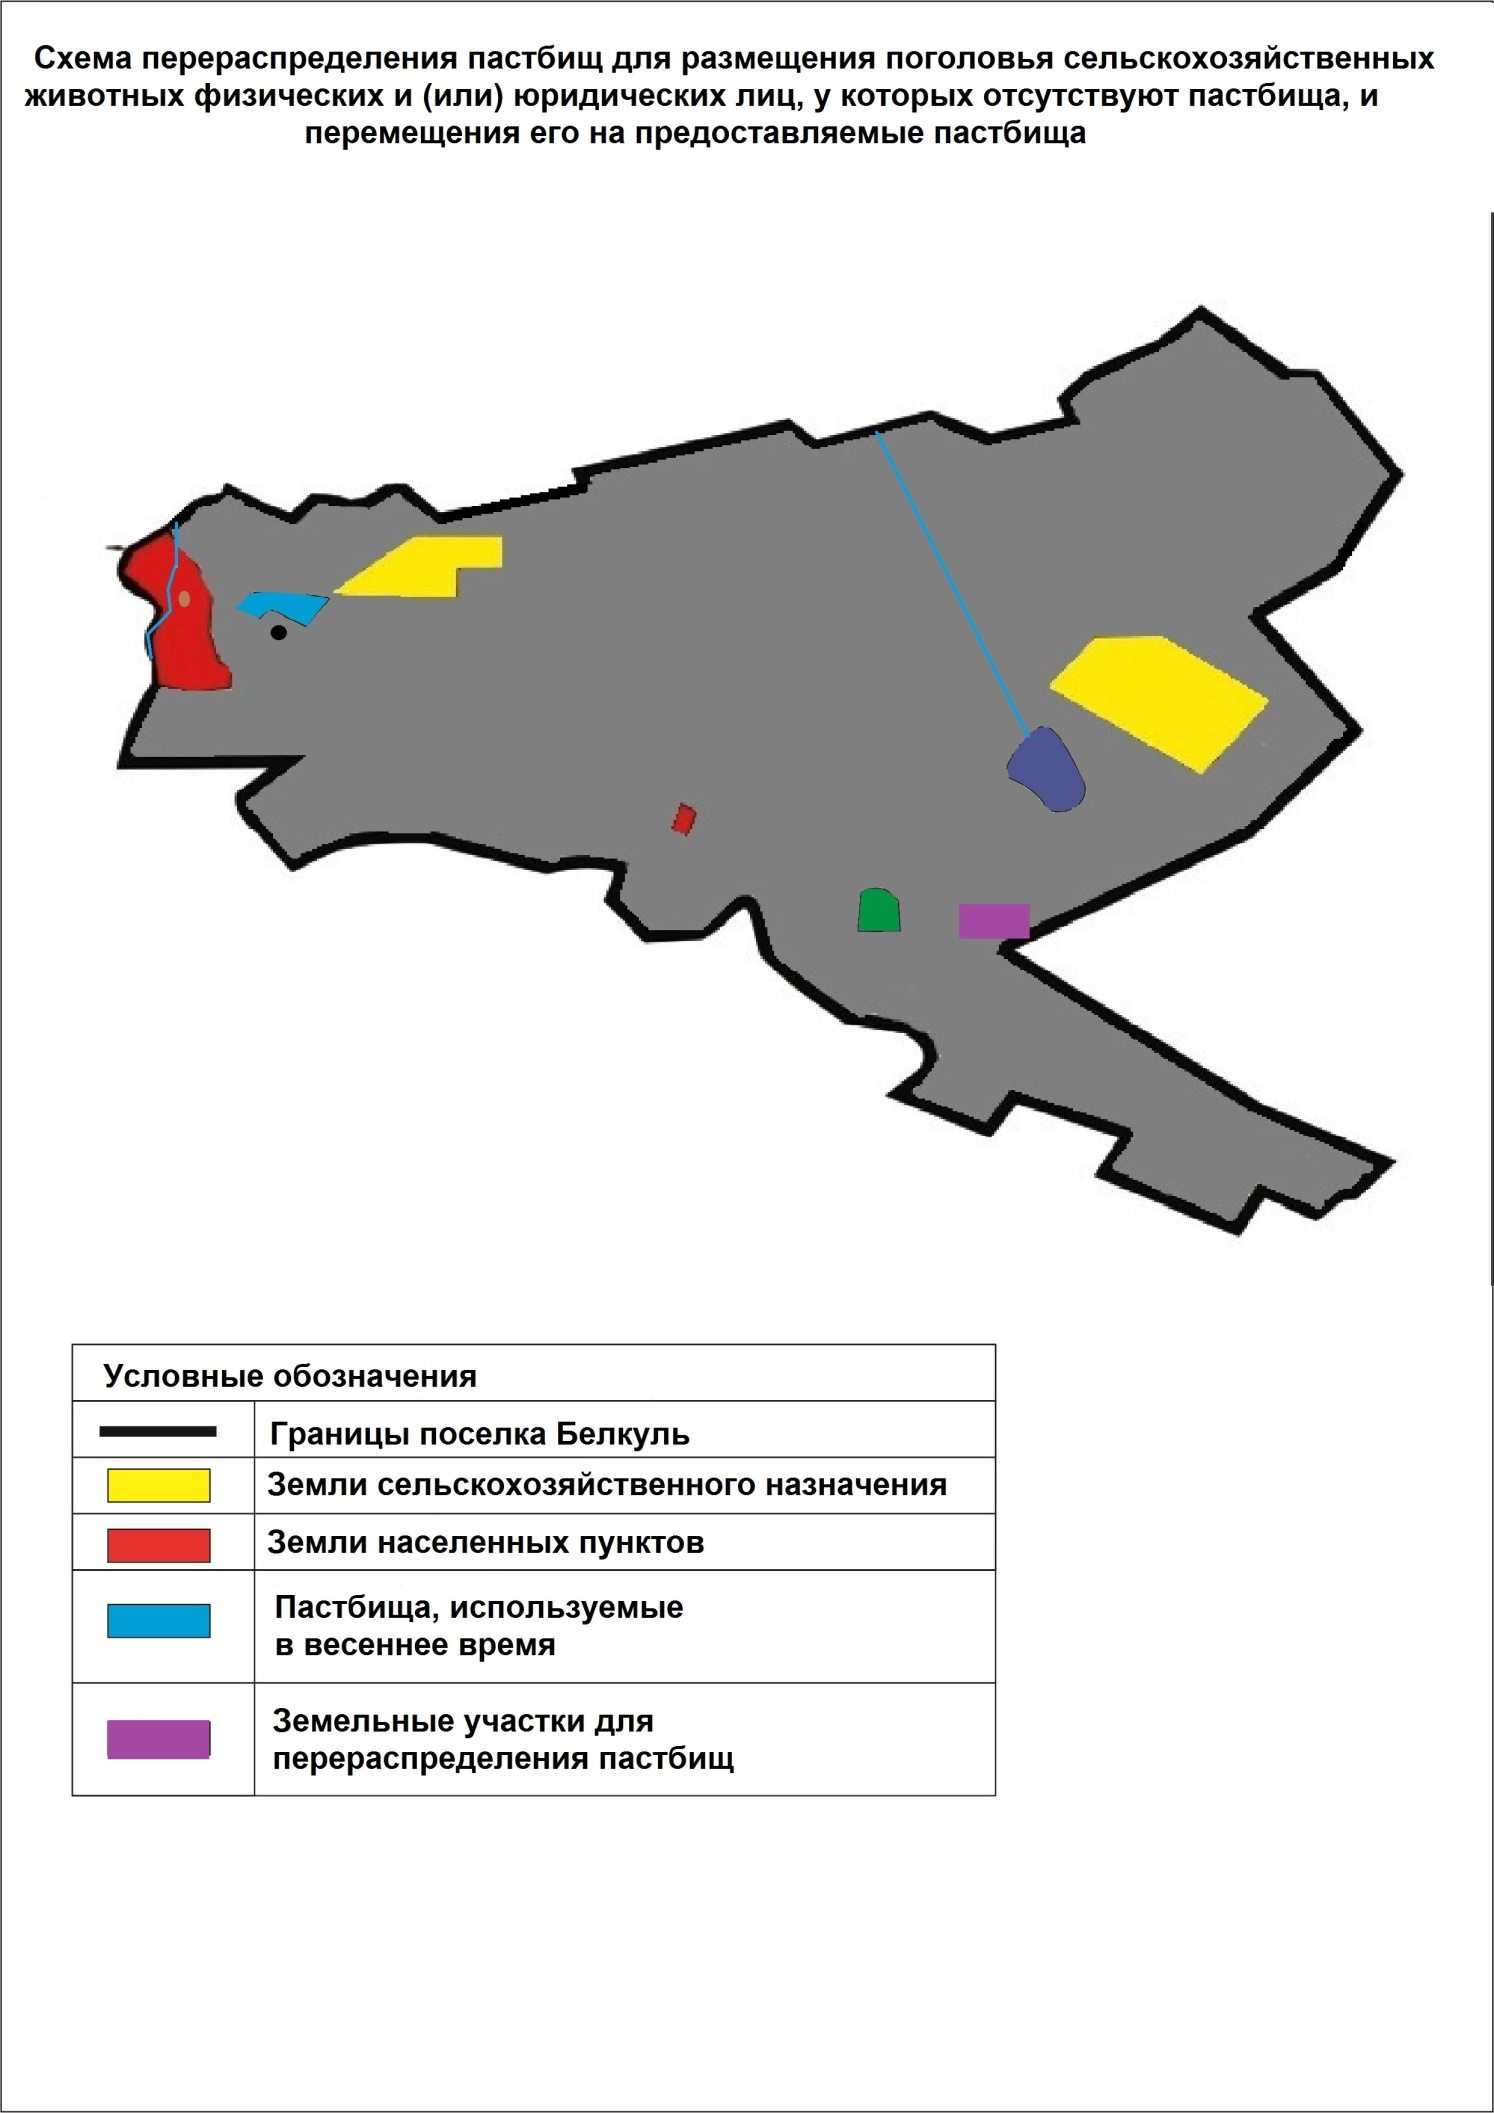 Схема перераспределения пастбищ для размещения поголовья сельскохозяйственных
животных физических и (или) юридических лиц, у которых отсутствуют пастбища, и
перемещения его на предоставляемые пастбища
Условные обозначения
Границы поселка Белкуль
Земли сельскохозяйственного назначения
Земли населенных пунктов
Пастбища, используемые
в весеннее время
Земельные участки для
перераспределения пастбищ